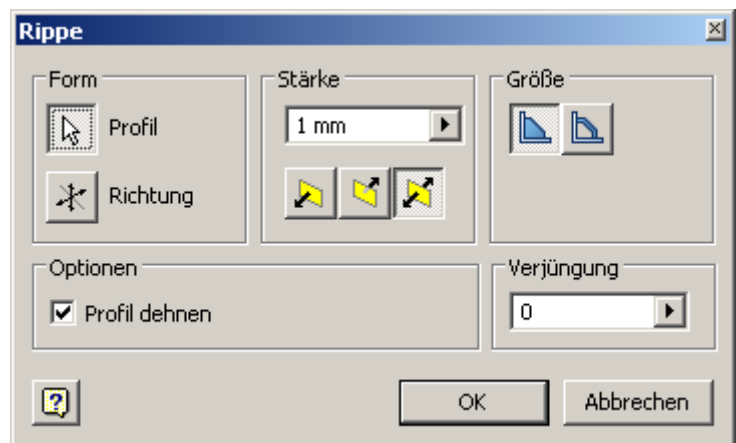 Rippe
Form
Profil
Richtung
Stärke
1 mm
Größe
Optionen
Profil dehnen
Verjüngung
0
?
OK
Abbrechen